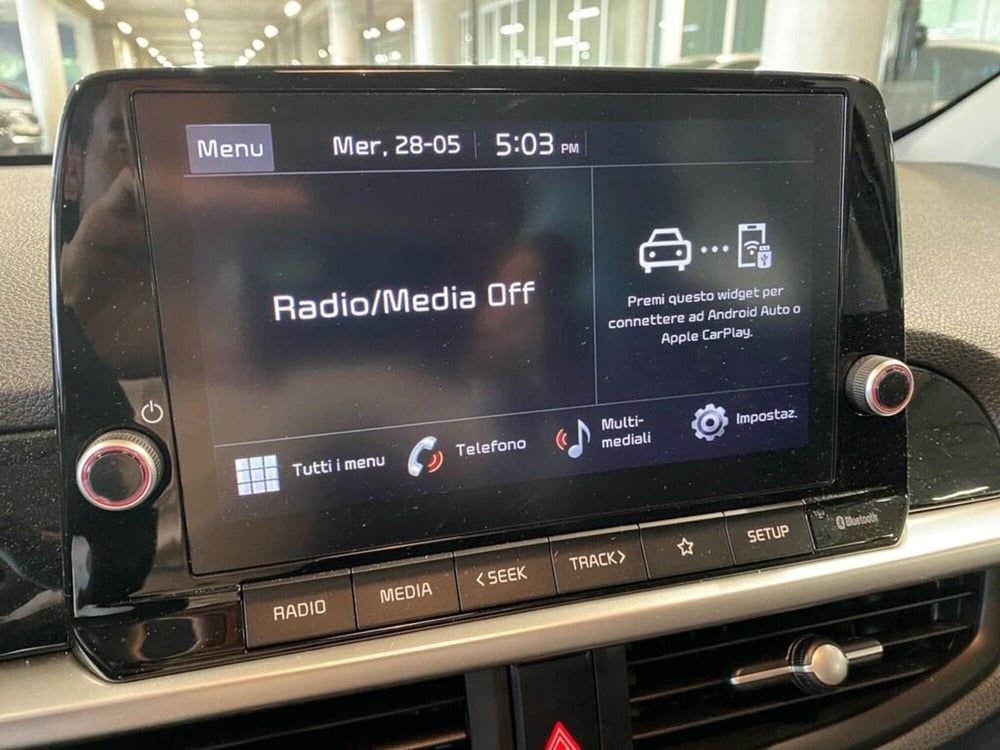 Menu
Mer, 28-05
5:03 PM
Radio/Media Off
Premi questo widget per
connettere ad Android Auto o
Apple CarPlay.
Tutti i menu
Telefono
Multi-
mediali
Impostaz.
RADIO
MEDIA
<SEEK
TRACK>
SETUP
Bluetooth